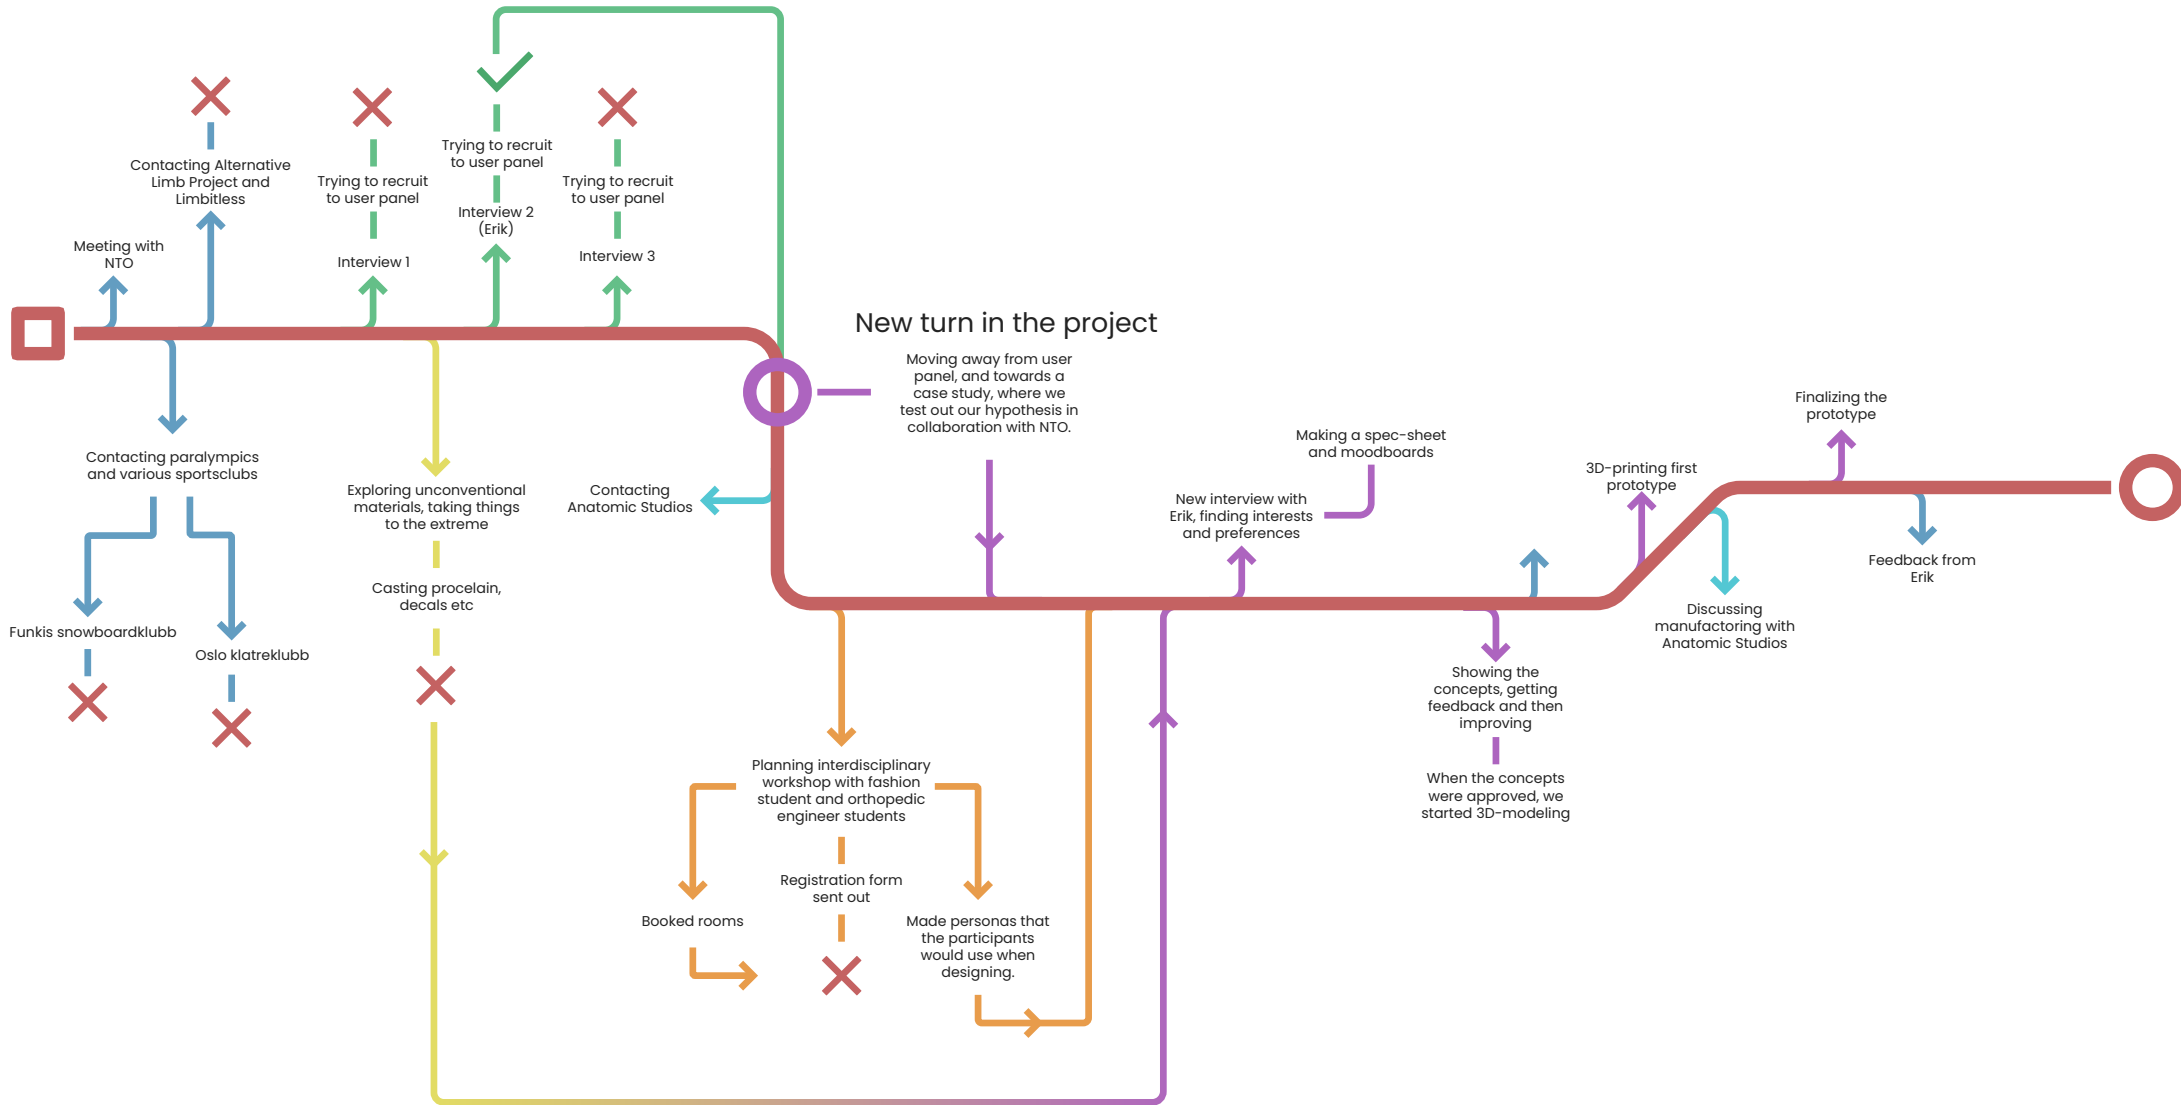 Contacting Alternative
Limb Project and
Limbitless
Meeting with
NTO
Trying to recruit
to user panel
Interview 1
Trying to recruit
to user panel
Interview 2
(Erik)
Trying to recruit
to user panel
Interview 3
Contacting paralympics
and various sportsclubs
Funkis snowboardklubb
Oslo klatreklubb
Exploring unconventional
materials, taking things
to the extreme
Casting procelain,
decals etc
New turn in the project
Moving away from user
panel, and towards a
case study, where we
test out our hypothesis in
collaboration with NTO.
Contacting
Anatomic Studios
Planning interdisciplinary
workshop with fashion
student and orthopedic
engineer students
Booked rooms
Registration form
sent out
Made personas that
the participants
would use when
designing.
New interview with
Erik, finding interests
and preferences
Making a spec-sheet
and moodboards
Showing the
concepts, getting
feedback and then
improving
When the concepts
were approved, we
started 3D-modeling
3D-printing first
prototype
Discussing
manufactoring with
Anatomic Studios
Finalizing the
prototype
Feedback from
Erik